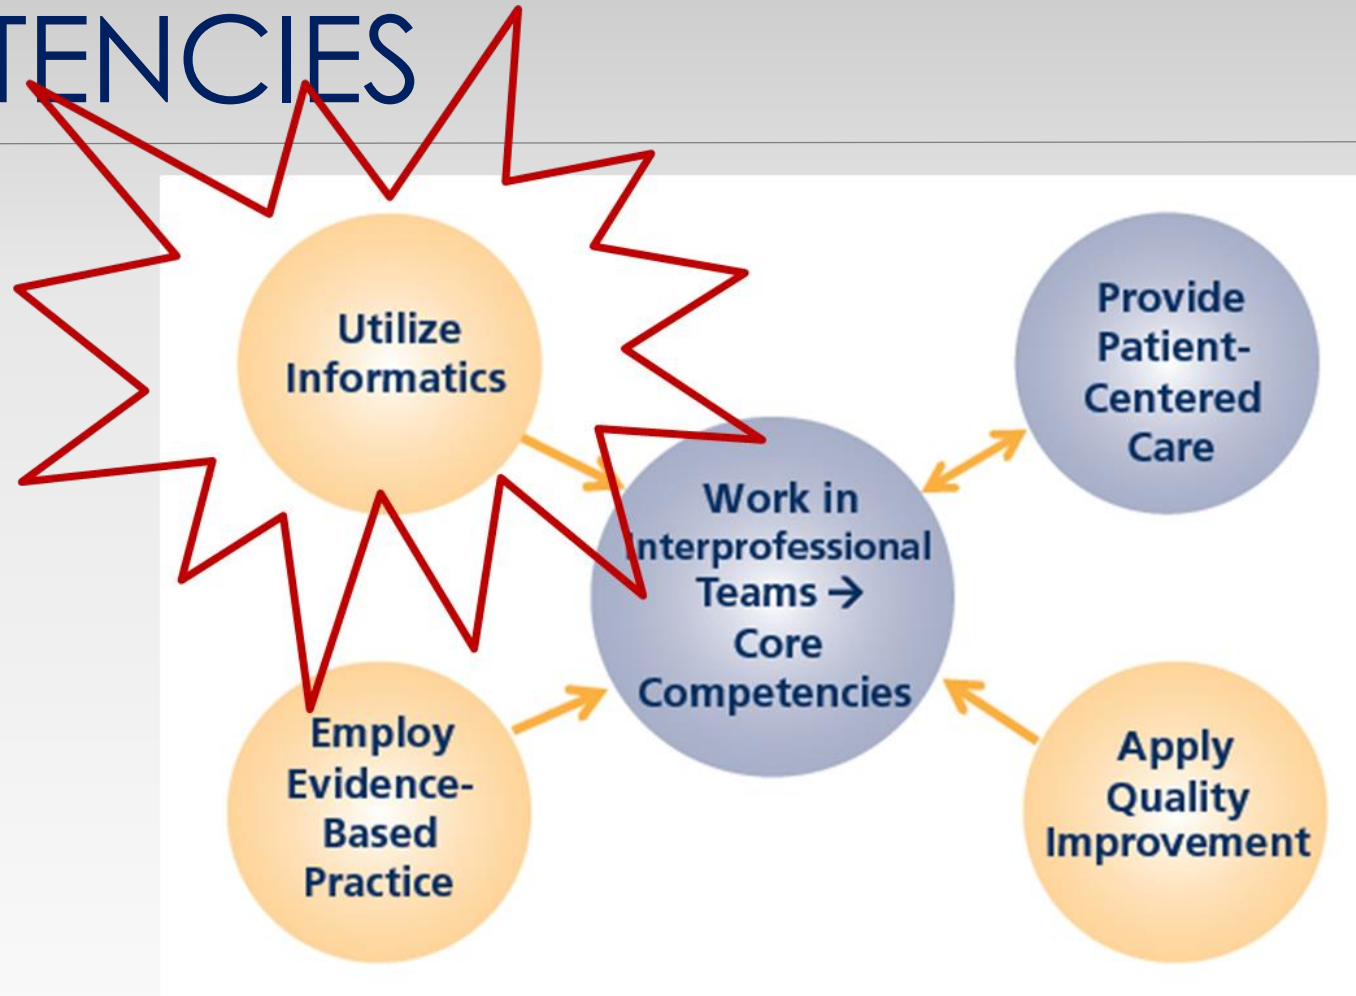 TENCIES
Utilize
Informatics
Provide
Patient-
Centered
Care
Work in
Interprofessional
Teams →
Core
Competencies
Employ
Evidence-
Based
Practice
Apply
Quality
Improvement